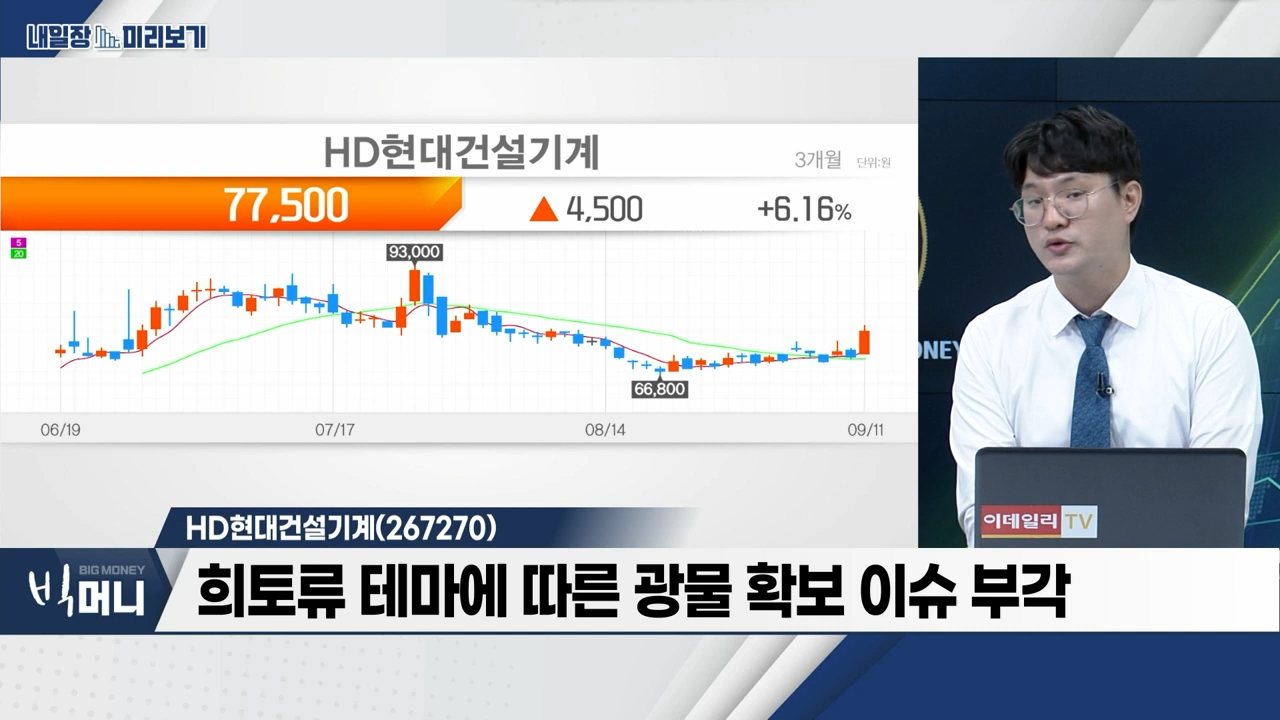 내일장 미리보기
HD현대건설기계
3개월 단위:원
77,500 ▲ 4,500 +6.16%
5
20
93,000
66,800
06/19 07/17 08/14 09/11
ONEY
이데일리TV
HD현대건설기계(267270)
BIG MONEY
빅머니
희토류 테마에 따른 광물 확보 이슈 부각